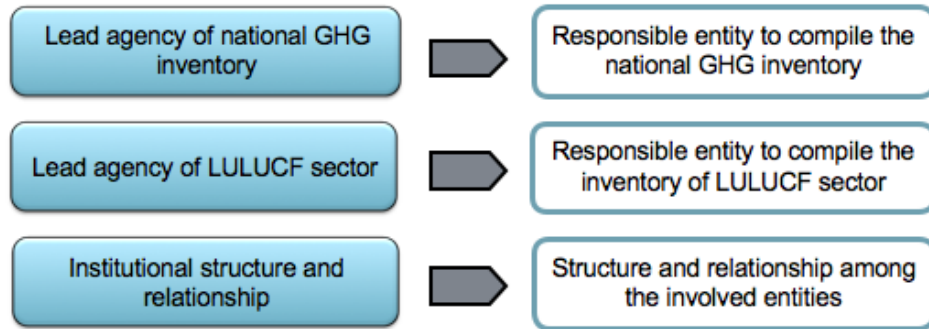 Lead agency of national GHG
inventory
Responsible entity to compile the
national GHG inventory
Lead agency of LULUCF sector
Responsible entity to compile the
inventory of LULUCF sector
Institutional structure and
relationship
Structure and relationship among
the involved entities